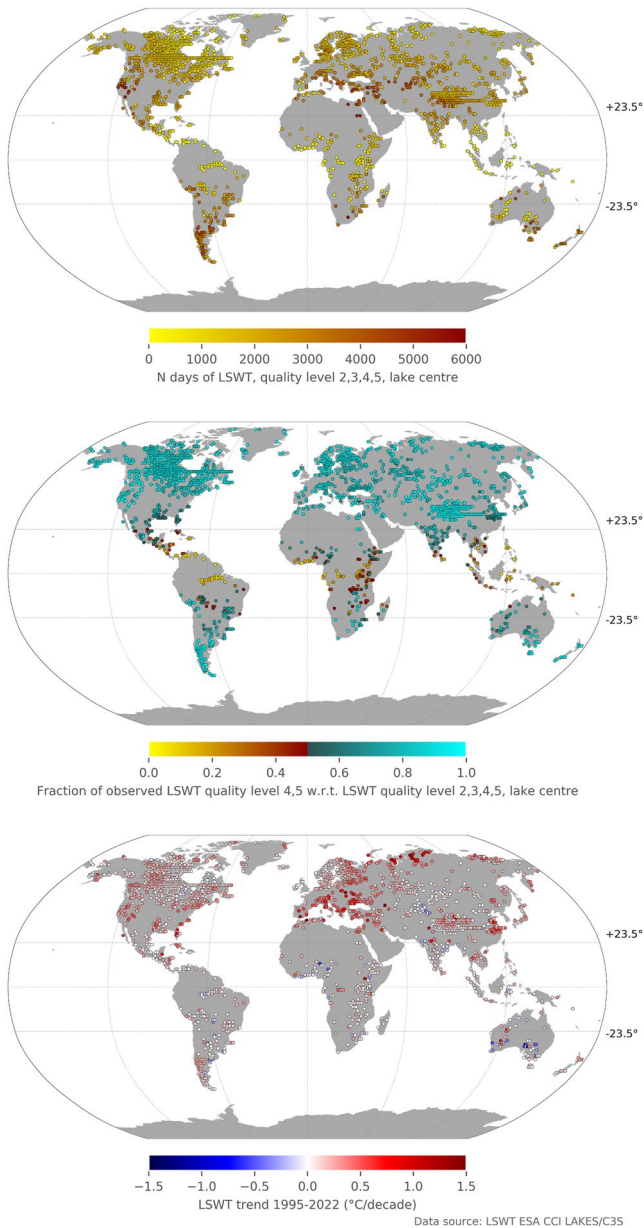 +23.5°
-23.5°
0 1000 2000 3000 4000 5000 6000
N days of LSWT, quality level 2,3,4,5, lake centre
+23.5°
-23.5°
0.0 0.2 0.4 0.6 0.8 1.0
Fraction of observed LSWT quality level 4,5 w.r.t. LSWT quality level 2,3,4,5, lake centre
+23.5°
-23.5°
−1.5 −1.0 −0.5 0.0 0.5 1.0 1.5
LSWT trend 1995-2022 (°C/decade)
Data source: LSWT ESA CCI LAKES/C3S